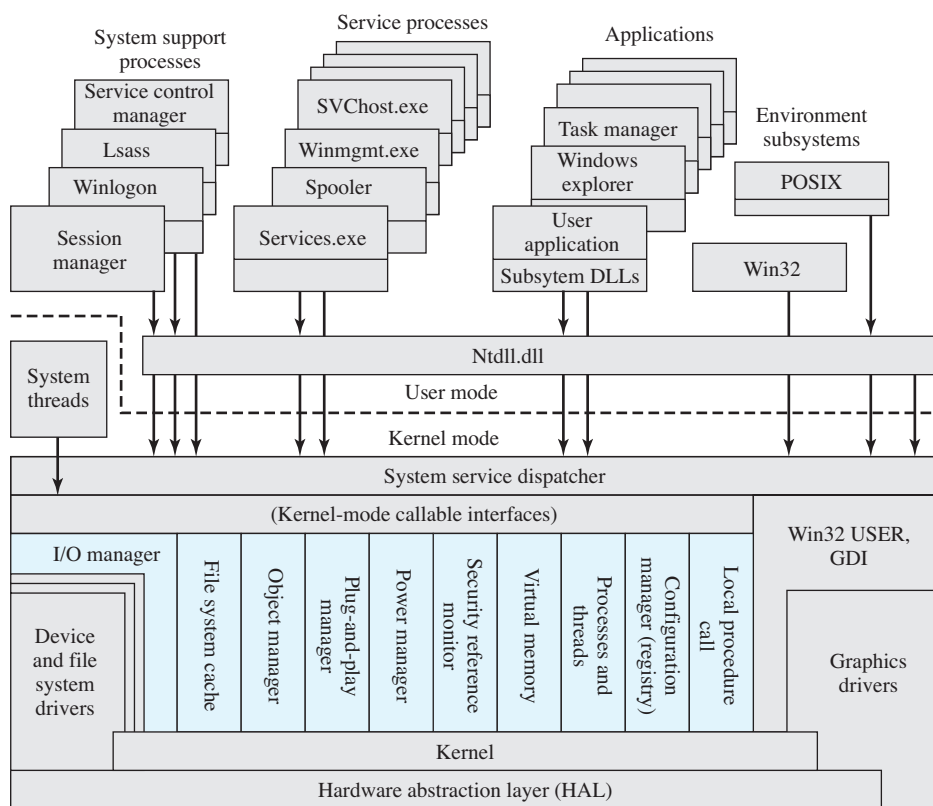 Service processes
System support
processes
Applications
Service control
manager
SVChost.exe
Environment
subsystems
Task manager
Lsass
Winmgmt.exe
Windows
explorer
Winlogon
Spooler
POSIX
Session
manager
Services.exe
User
application
Subsytem DLLs
Win32
Ntdll.dll
System
threads
User mode
Kernel mode
System service dispatcher
(Kernel-mode callable interfaces)
Win32 USER,
GDI
I/O manager
File system cache
Object manager
Plug-and-play
manager
Power manager
Security reference
monitor
Virtual memory
Processes and
threads
Configuration
manager (registry)
Local procedure
call
Device
and file
system
drivers
Graphics
drivers
Kernel
Hardware abstraction layer (HAL)